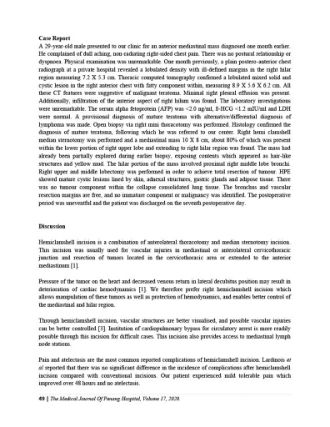 Case Report
A 29-year-old male presented to our clinic for an anterior mediastinal mass diagnosed one month earlier.
He complained of dull aching, non-radiating right-sided chest pain. There was no postural relationship or
dyspnoea. Physical examination was unremarkable. One month previously, a plain postero-anterior chest
radiograph at a private hospital revealed a lobulated density with ill-defined margins in the right hilar
region measuring 7.2 X 5.3 cm. Thoracic computed tomography confirmed a lobulated mixed solid and
cystic lesion in the right anterior chest with fatty component within, measuring 8.9 X 5.6 X 6.2 cm. All
these CT features were suggestive of malignant teratoma. Minimal right pleural effusion was present.
Additionally, infiltration of the anterior aspect of right hilum was found. The laboratory investigations
were unremarkable. The serum alpha fetoprotein (AFP) was <2.0 ng/ml, ß-HCG <1.2 mIU/ml and LDH
were normal. A provisional diagnosis of mature teratoma with alternative/differential diagnosis of
lymphoma was made. Open biopsy via right mini thoracotomy was performed. Histology confirmed the
diagnosis of mature teratoma, following which he was referred to our center. Right hemi clamshell
median sternotomy was performed and a mediastinal mass 10 X 8 cm, about 80% of which was present
within the lower portion of right upper lobe and extending to right hilar region was found. The mass had
already been partially exposed during earlier biopsy, exposing contents which appeared as hair-like
structures and yellow mud. The hilar portion of the mass involved proximal right middle lobe bronchi.
Right upper and middle lobectomy was performed in order to achieve total resection of tumour. HPE
showed mature cystic lesions lined by skin, adnexal structures, gastric glands and adipose tissue. There
was no tumour component within the collapse consolidated lung tissue. The bronchus and vascular
resection margins are free, and no immature component or malignancy was identified. The postoperative
period was uneventful and the patient was discharged on the seventh postoperative day.
Discussion
Hemiclamshell incision is a combination of anterolateral thoracotomy and median sternotomy incision.
This incision was usually used for vascular injuries in mediastinal or anterolateral cervicothoracic
junction and resection of tumors located in the cervicothoracic area or extended to the anterior
mediastinum [1].
Pressure of the tumor on the heart and decreased venous return in lateral decubitus position may result in
deterioration of cardiac hemodynamics [1]. We therefore prefer right hemiclamshell incision which
allows manipulation of these tumors as well as protection of hemodynamics, and enables better control of
the mediastinal and hilar region.
Through hemiclamshell incision, vascular structures are better visualised, and possible vascular injuries
can be better controlled [3]. Institution of cardiopulmonary bypass for circulatory arrest is more readily
possible through this incision for difficult cases. This incision also provides access to mediastinal lymph
node stations.
Pain and atelectasis are the most common reported complications of hemiclamshell incision. Lardinois et
al reported that there was no significant difference in the incidence of complications after hemiclamshell
incision compared with conventional incisions. Our patient experienced mild tolerable pain which
improved over 48 hours and no atelectasis.
49 | The Medical Journal Of Penang Hospital, Volume 17, 2020.